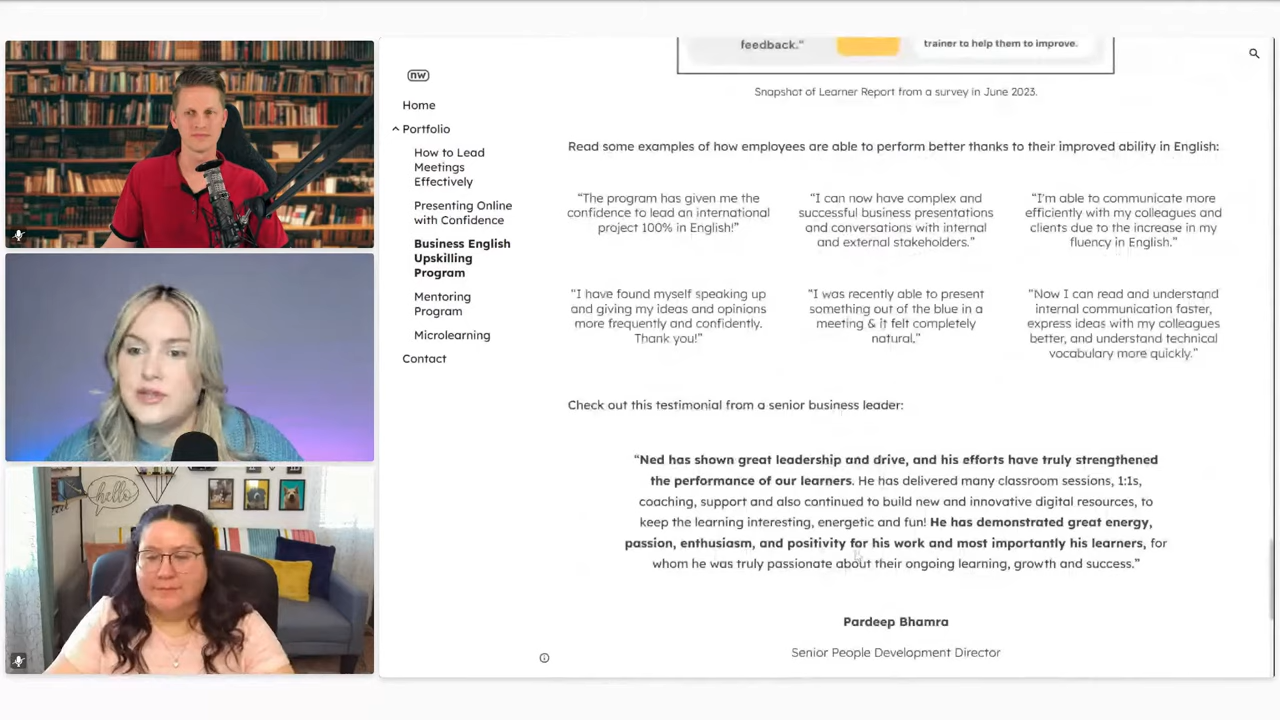 hello
nw
Home
Portfolio
How to Lead
Meetings
Effectively
Presenting Online
with Confidence
Business English
Upskilling
Program
Mentoring
Program
Microlearning
Contact
feedback."
trainer to help them to improve.
Snapshot of Learner Report from a survey in June 2023.
Read some examples of how employees are able to perform better thanks to their improved ability in English:
“The program has given me the
confidence to lead an international
project 100% in English!”
“I can now have complex and
successful business presentations
and conversations with internal
and external stakeholders.”
“I'm able to communicate more
efficiently with my colleagues and
clients due to the increase in my
fluency in English.”
“I have found myself speaking up
and giving my ideas and opinions
more frequently and confidently.
Thank you!”
“I was recently able to present
something out of the blue in a
meeting & it felt completely
natural.”
“Now I can read and understand
internal communication faster,
express ideas with my colleagues
better, and understand technical
vocabulary more quickly.”
Check out this testimonial from a senior business leader:
“Ned has shown great leadership and drive, and his efforts have truly strengthened
the performance of our learners. He has delivered many classroom sessions, 1:1s,
coaching, support and also continued to build new and innovative digital resources, to
keep the learning interesting, energetic and fun! He has demonstrated great energy,
passion, enthusiasm, and positivity for his work and most importantly his learners, for
whom he was truly passionate about their ongoing learning, growth and success.”
Pardeep Bhamra
Senior People Development Director